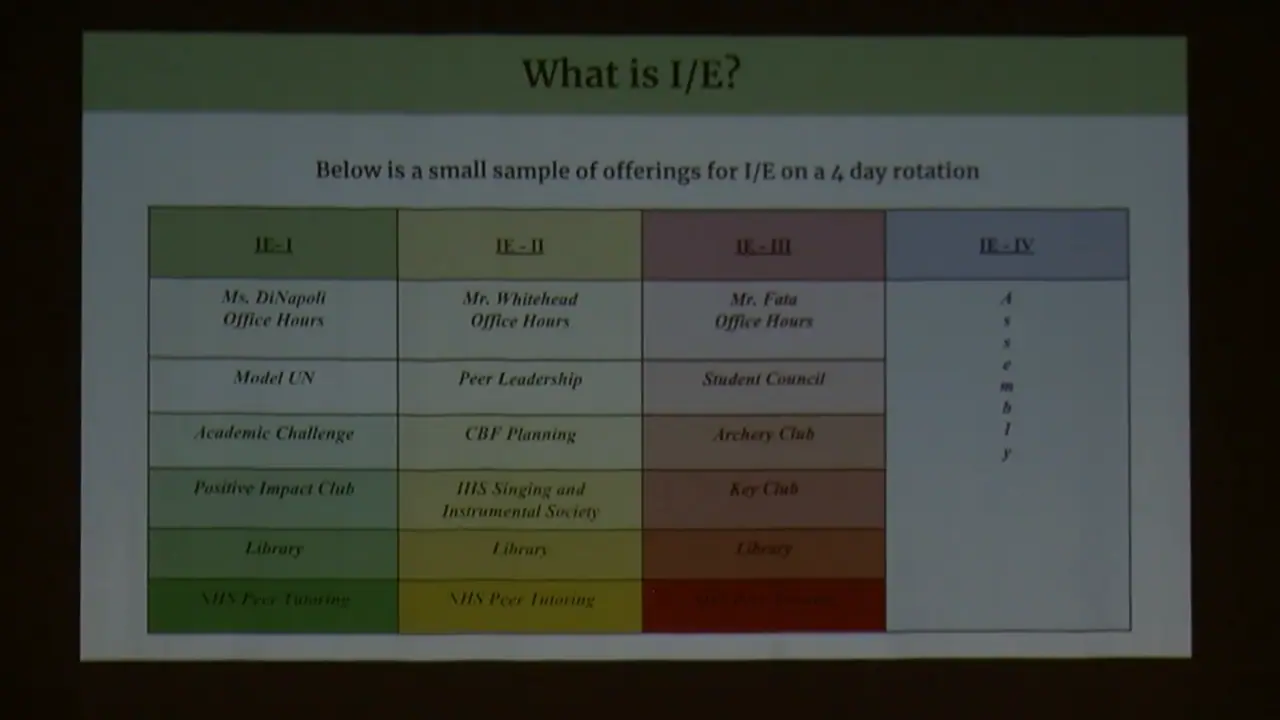 What is I/E?
Below is a small sample of offerings for I/E on a 4 day rotation
IE-I IE - II IE - III IE - IV
Ms. DiNapoli
Office Hours
Mr. Whitehead
Office Hours
Mr. Fata
Office Hours
A
s
s
e
m
b
l
y
Model UN
Peer Leadership
Student Council
Academic Challenge
CBF Planning
Archery Club
Positive Impact Club
IHS Singing and
Instrumental Society
Key Club
Library
Library
Library
NHS Peer Tutoring
NHS Peer Tutoring